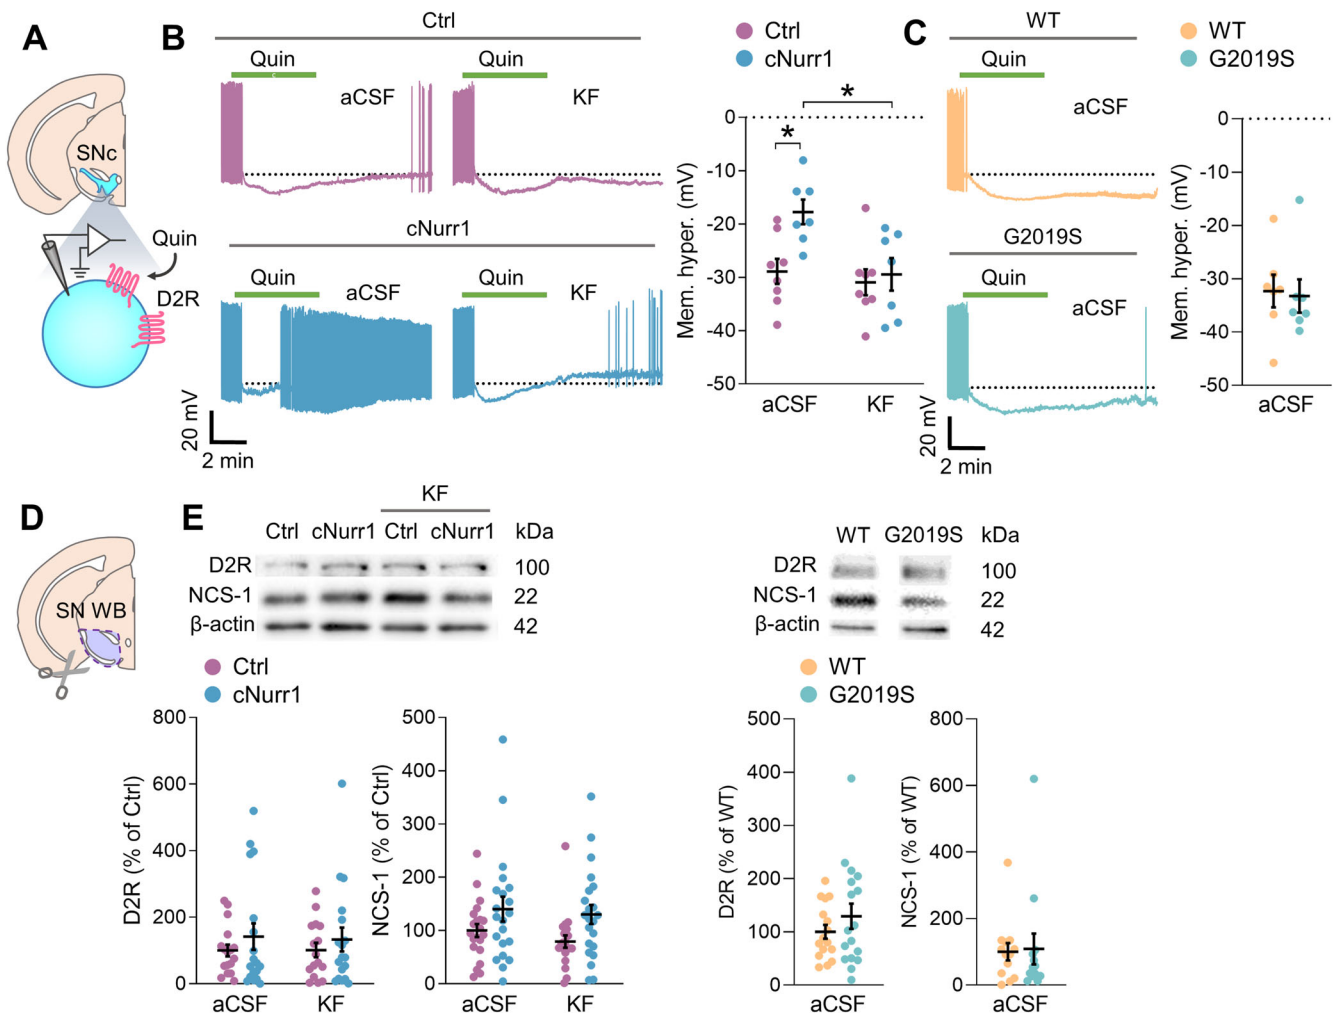 A
SNc
Quin
D2R
B
Ctrl
Quin
c
aCSF
Quin
KF
cNurr1
Quin
aCSF
Quin
KF
20 mV
2 min
Ctrl
cNurr1
*
*
Mem. hyper. (mV)
0
-10
-20
-30
-40
-50
aCSF
KF
C
WT
Quin
aCSF
G2019S
Quin
aCSF
20 mV
2 min
WT
G2019S
Mem. hyper. (mV)
0
-10
-20
-30
-40
-50
aCSF
D
SN WB
E
KF
Ctrl cNurr1 Ctrl cNurr1 kDa
D2R 100
NCS-1 22
β-actin 42
WT G2019S kDa
D2R 100
NCS-1 22
β-actin 42
Ctrl
cNurr1
D2R (% of Ctrl)
800
600
400
200
0
aCSF
KF
NCS-1 (% of Ctrl)
500
400
300
200
100
0
aCSF
KF
WT
G2019S
D2R (% of WT)
500
400
300
200
100
0
aCSF
NCS-1 (% of WT)
800
600
400
200
0
aCSF